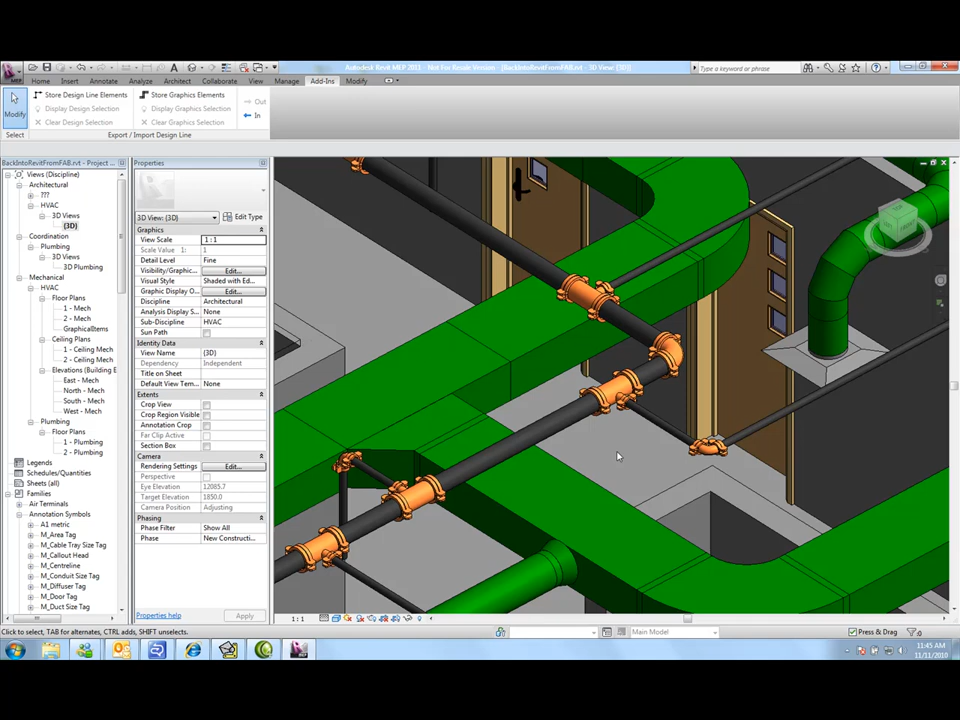 Autodesk Revit MEP 2011 - Not For Resale Version - [BackIntoRevitFromFAB.rvt - 3D View: {3D}]
Type a keyword or phrase
Home Insert Annotate Analyze Architect Collaborate View Manage Add-Ins Modify
Modify
Store Design Line Elements
Display Design Selection
Clear Design Selection
Store Graphics Elements
Display Graphics Selection
Clear Graphics Selection
Out
In
Select
Export / Import Design Line
BackIntoRevitFromFAB.rvt - Project ...
Views (Discipline)
Architectural
???
HVAC
3D Views
{3D}
Coordination
Plumbing
3D Views
3D Plumbing
Mechanical
HVAC
Floor Plans
1 - Mech
2 - Mech
GraphicalItems
Ceiling Plans
1 - Ceiling Mech
2 - Ceiling Mech
Elevations (Building E
East - Mech
North - Mech
South - Mech
West - Mech
Plumbing
Floor Plans
1 - Plumbing
2 - Plumbing
Legends
Schedules/Quantities
Sheets (all)
Families
Air Terminals
Annotation Symbols
A1 metric
M_Area Tag
M_Cable Tray Size Tag
M_Callout Head
M_Centreline
M_Conduit Size Tag
M_Diffuser Tag
M_Door Tag
M_Duct Size Tag
Properties
3D View: {3D}
Edit Type
Graphics
View Scale 1 : 1
Scale Value 1: 1
Detail Level Fine
Visibility/Graphic... Edit...
Visual Style Shaded with Ed...
Graphic Display O... Edit...
Discipline Architectural
Analysis Display S... None
Sub-Discipline HVAC
Sun Path
Identity Data
View Name {3D}
Dependency Independent
Title on Sheet
Default View Tem... None
Extents
Crop View
Crop Region Visible
Annotation Crop
Far Clip Active
Section Box
Camera
Rendering Settings Edit...
Perspective
Eye Elevation 12085.7
Target Elevation 1850.0
Camera Position Adjusting
Phasing
Phase Filter Show All
Phase New Constructi...
Properties help
Apply
1 : 1
Click to select, TAB for alternates, CTRL adds, SHIFT unselects.
Main Model
Press & Drag
:0
11:45 AM
11/11/2010